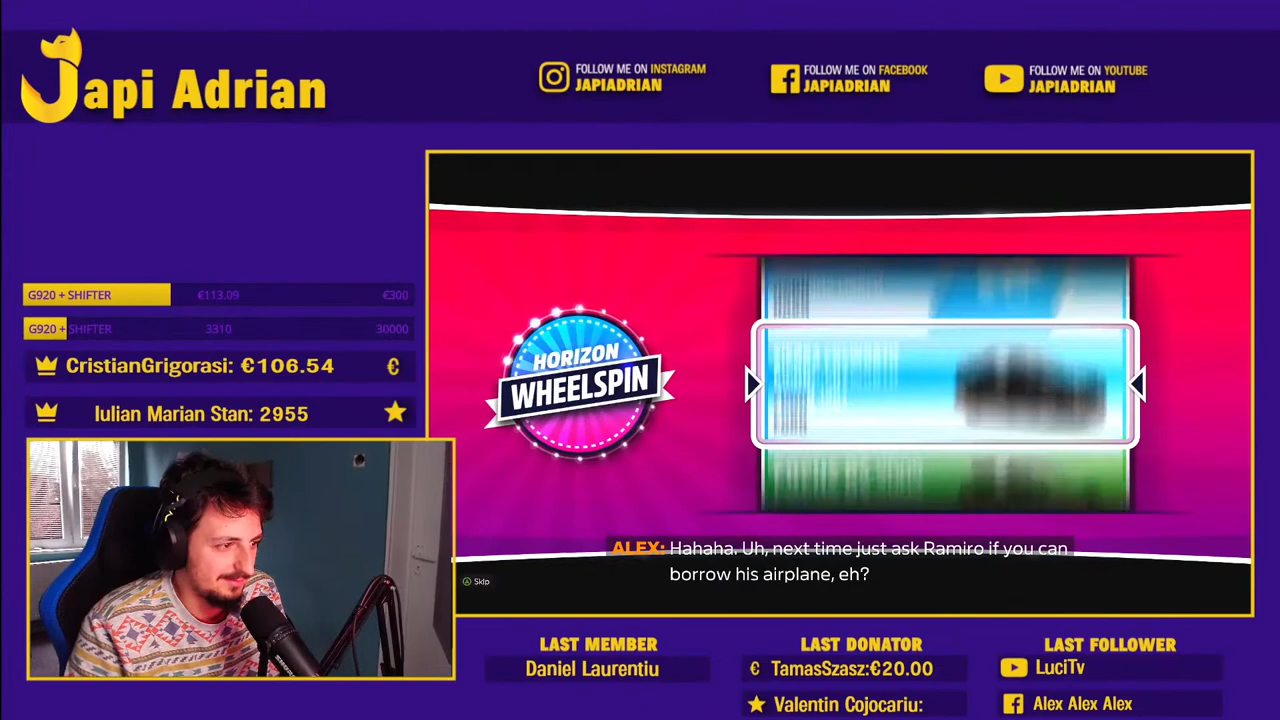 Japi Adrian
FOLLOW ME ON INSTAGRAM
JAPIADRIAN
FOLLOW ME ON FACEBOOK
JAPIADRIAN
FOLLOW ME ON YOUTUBE
JAPIADRIAN
G920 + SHIFTER €113.09 €300
G920 + SHIFTER 3310 30000
CristianGrigorasi: €106.54 €
Iulian Marian Stan: 2955
HORIZON
WHEELSPIN
ALEX: Hahaha. Uh, next time just ask Ramiro if you can
borrow his airplane, eh?
A Skip
LAST MEMBER
Daniel Laurentiu
LAST DONATOR
€ TamasSzasz:€20.00
Valentin Cojocariu:
LAST FOLLOWER
LuciTv
Alex Alex Alex